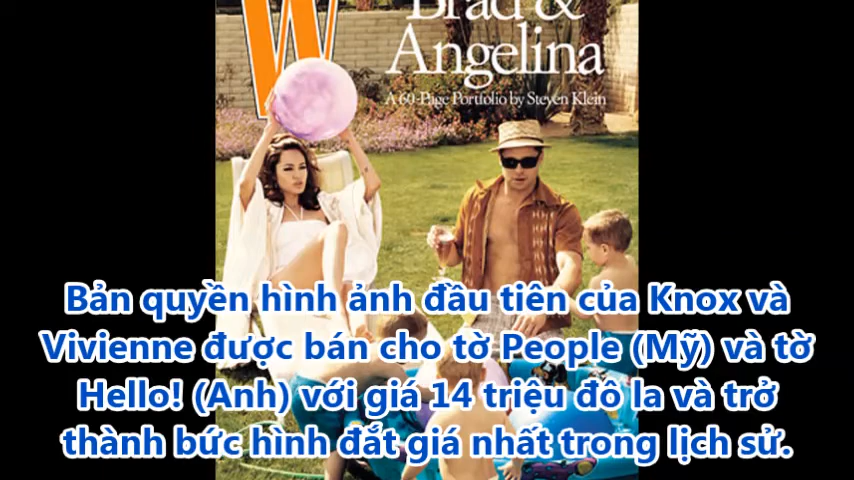 W
Brad &
Angelina
A 60-Page Portfolio by Steven Klein
Bản quyền hình ảnh đầu tiên của Knox và
Vivienne được bán cho tờ People (Mỹ) và tờ
Hello! (Anh) với giá 14 triệu đô la và trở
thành bức hình đắt giá nhất trong lịch sử.